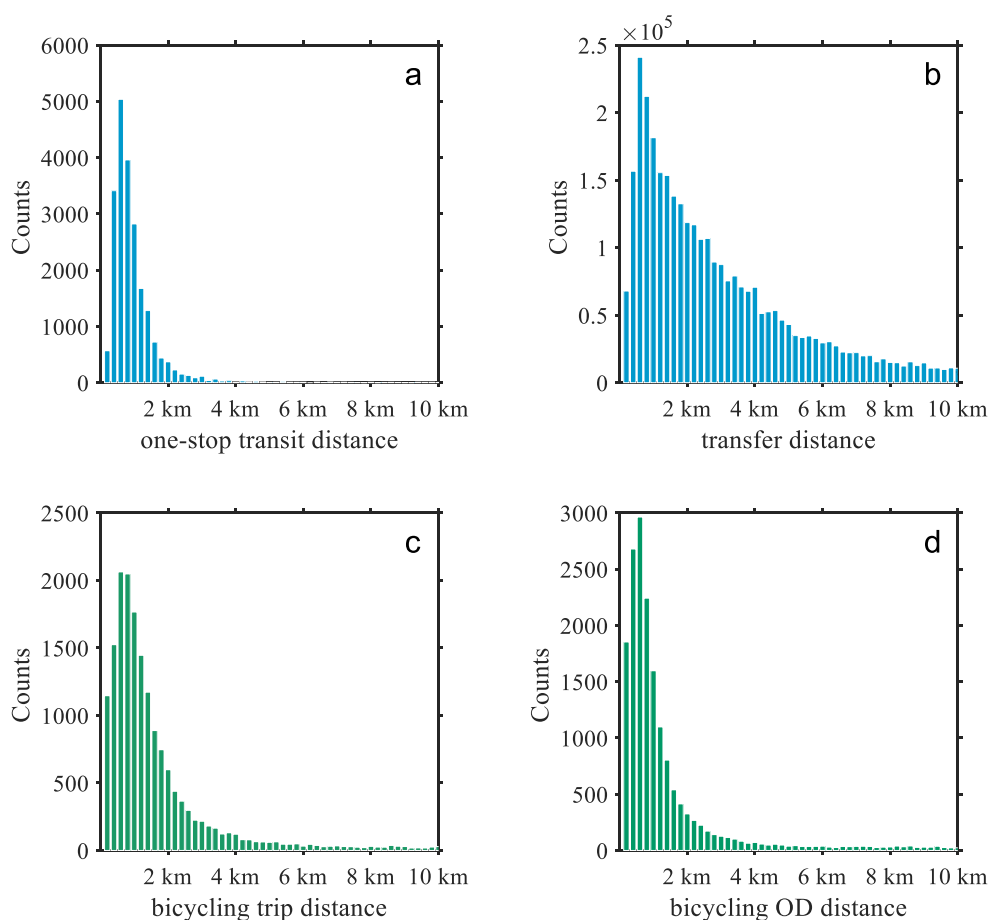 a
6000
5000
4000
3000
2000
1000
0
Counts
2 km 4 km 6 km 8 km 10 km
one-stop transit distance
b
×10⁵
2.5
2
1.5
1
0.5
0
Counts
2 km 4 km 6 km 8 km 10 km
transfer distance
c
2500
2000
1500
1000
500
0
Counts
2 km 4 km 6 km 8 km 10 km
bicycling trip distance
d
3000
2500
2000
1500
1000
500
0
Counts
2 km 4 km 6 km 8 km 10 km
bicycling OD distance